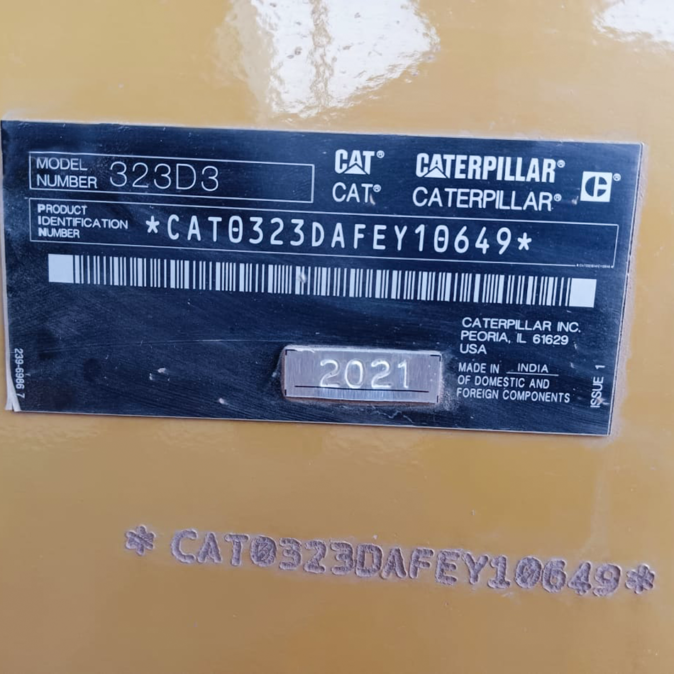 MODEL NUMBER 323D3
CAT® CATERPILLAR®
CAT® CATERPILLAR®
C®
PRODUCT IDENTIFICATION NUMBER *CAT0323DAFEY10649*
CATERPILLAR INC.
PEORIA, IL 61629
USA
2021
MADE IN INDIA
OF DOMESTIC AND
FOREIGN COMPONENTS
ISSUE 1
239-6986 7
*CAT0323DAFEY10649*